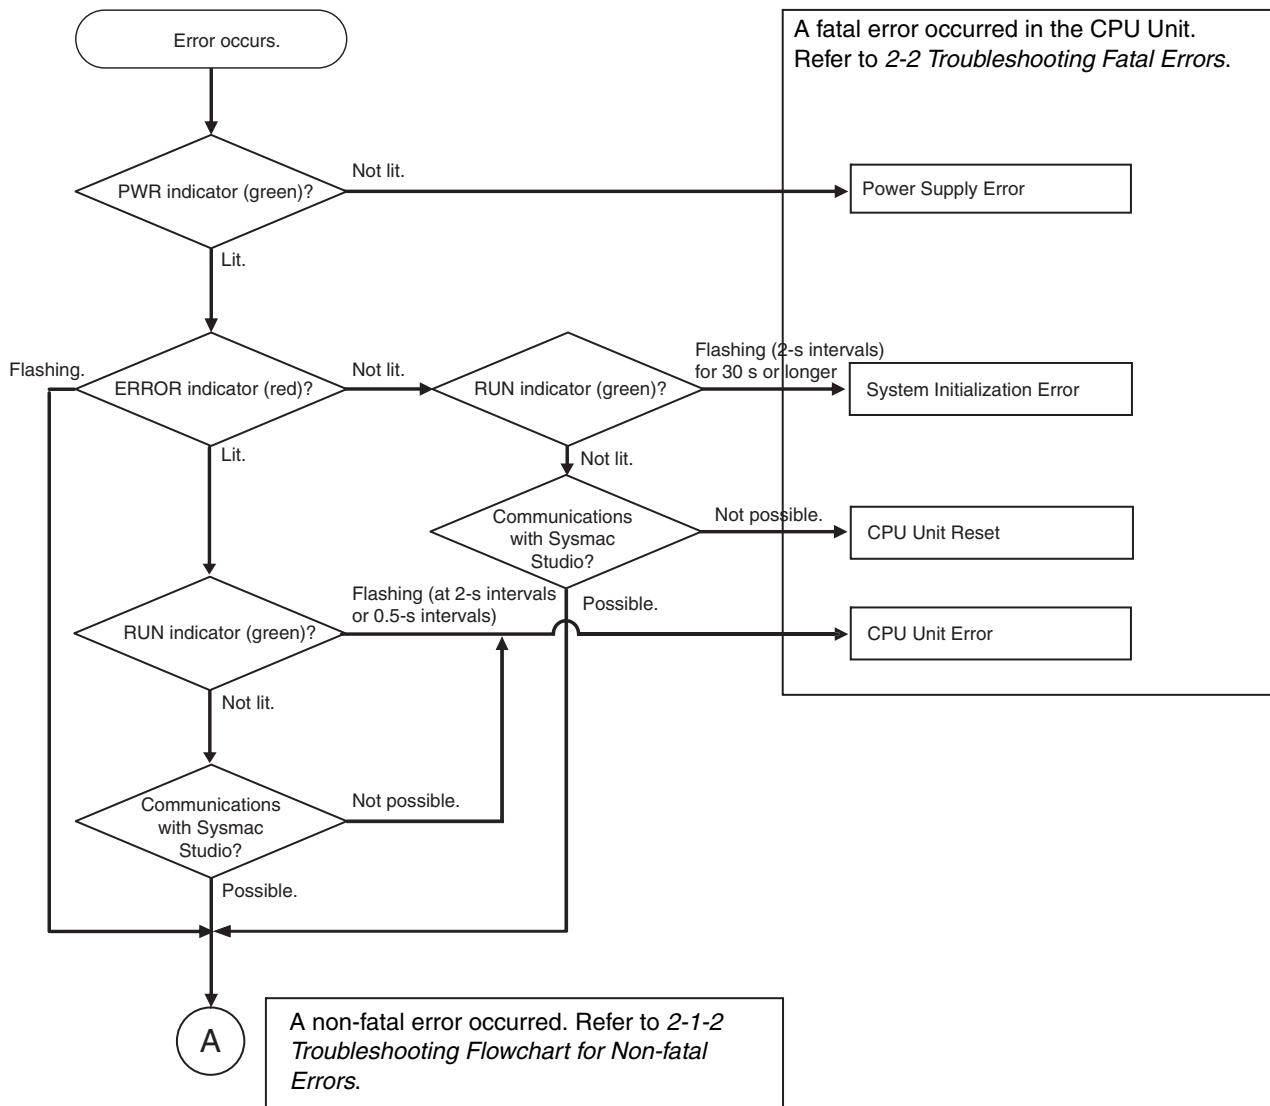 Error occurs.
A fatal error occurred in the CPU Unit.
Refer to 2-2 Troubleshooting Fatal Errors.
PWR indicator (green)?
Not lit.
Power Supply Error
Lit.
Flashing.
ERROR indicator (red)?
Not lit.
RUN indicator (green)?
Flashing (2-s intervals)
for 30 s or longer
System Initialization Error
Lit.
Not lit.
Communications
with Sysmac
Studio?
Not possible.
CPU Unit Reset
Possible.
RUN indicator (green)?
Flashing (at 2-s intervals
or 0.5-s intervals)
CPU Unit Error
Not lit.
Communications
with Sysmac
Studio?
Not possible.
Possible.
A
A non-fatal error occurred. Refer to 2-1-2
Troubleshooting Flowchart for Non-fatal
Errors.